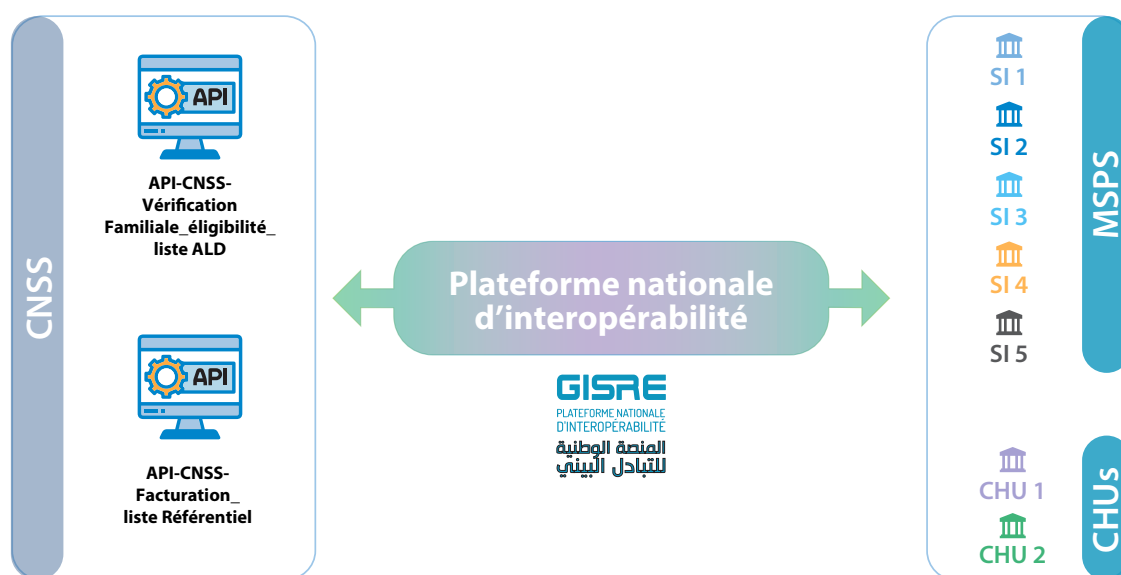 CNSS
API
API-CNSS-
Vérification
Familiale_éligibilité_
liste ALD
API
API-CNSS-
Facturation_
liste Référentiel
Plateforme nationale
d’interopérabilité
GISRE
PLATEFORME NATIONALE
D'INTEROPÉRABILITÉ
المنصة الوطنية
للتبادل البيني
SI 1
SI 2
SI 3
SI 4
SI 5
MSPS
CHU 1
CHU 2
CHUs